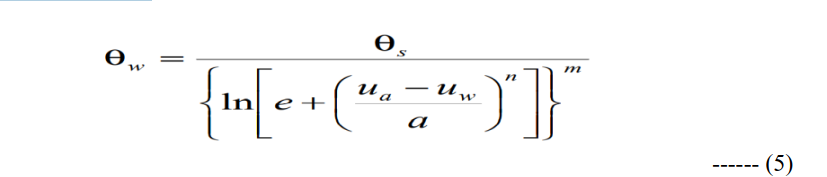 Θ_w = Θ_s / {ln[e + ((u_a − u_w) / a)^n]}^m
------ (5)